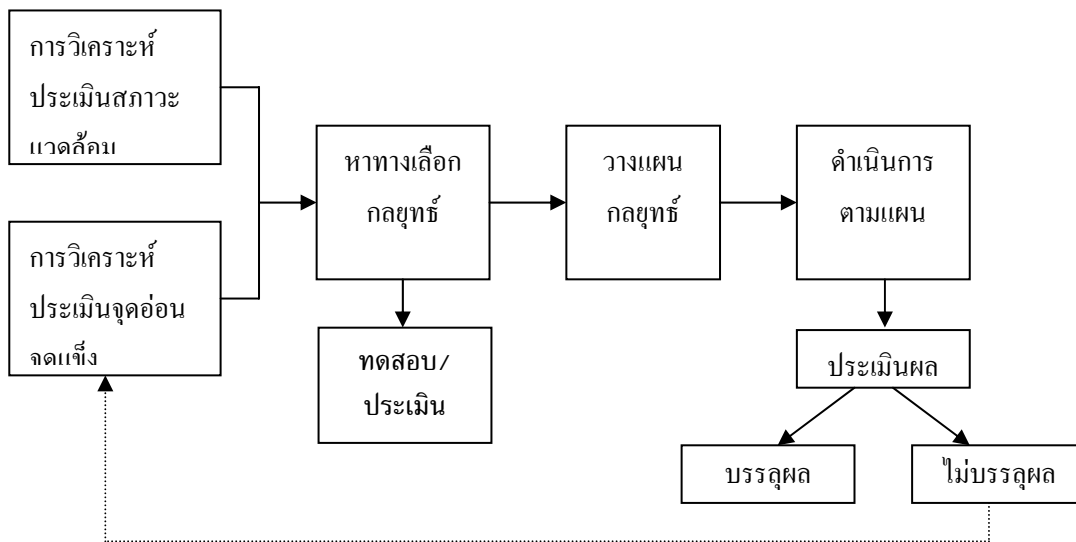 การวิเคราะห์
ประเมินสภาวะ
แวดล้อม
การวิเคราะห์
ประเมินจุดอ่อน
จุดแข็ง
หาทางเลือก
กลยุทธ์
ทดสอบ/
ประเมิน
วางแผน
กลยุทธ์
ดำเนินการ
ตามแผน
ประเมินผล
บรรลุผล
ไม่บรรลุผล